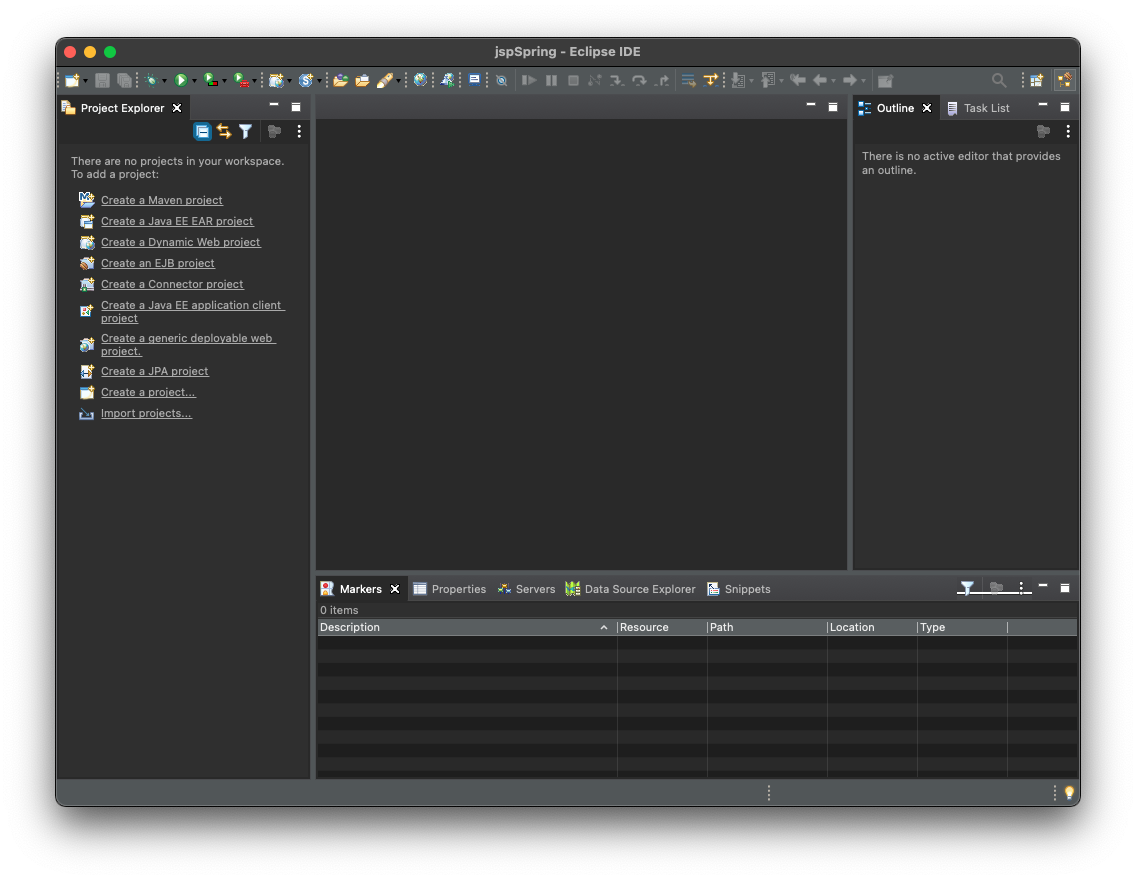 jspSpring - Eclipse IDE
Project Explorer
Outline
Task List
There are no projects in your workspace.
To add a project:
Create a Maven project
Create a Java EE EAR project
Create a Dynamic Web project
Create an EJB project
Create a Connector project
Create a Java EE application client
project
Create a generic deployable web
project.
Create a JPA project
Create a project...
Import projects...
There is no active editor that provides
an outline.
Markers
Properties
Servers
Data Source Explorer
Snippets
0 items
Description
Resource
Path
Location
Type